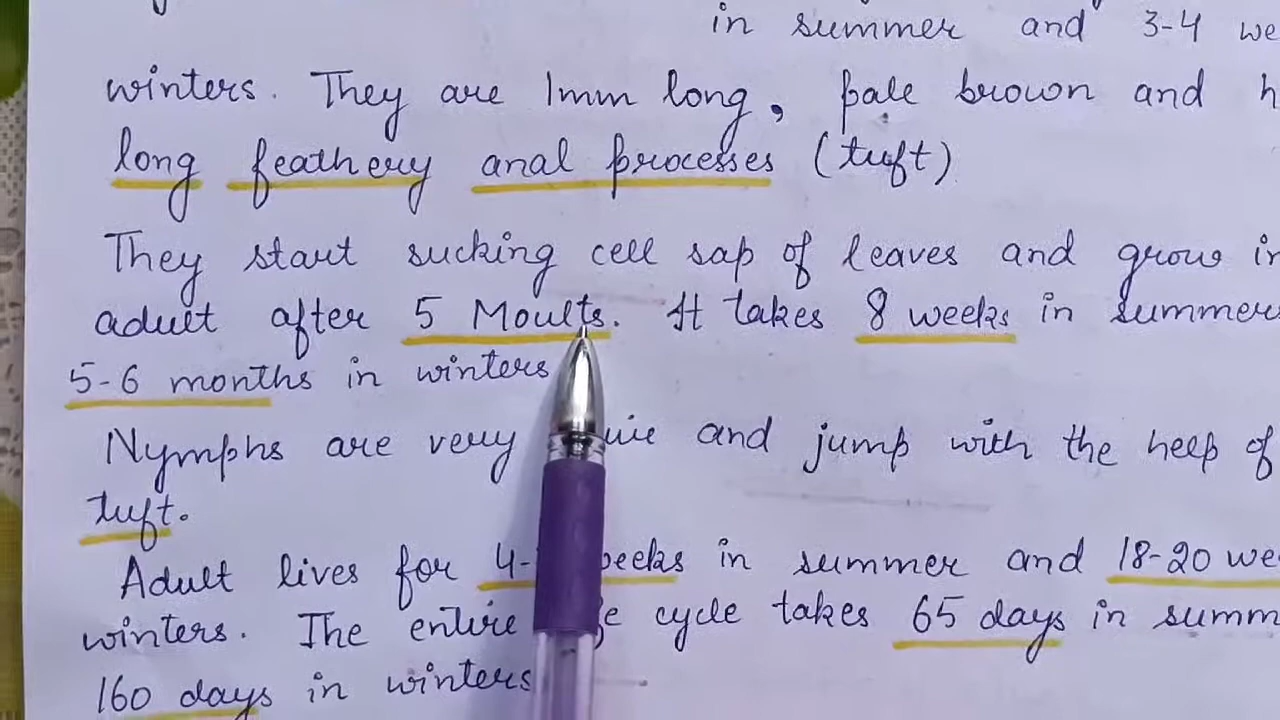 in summer and 3-4
winters. They are 1mm long, pale brown and
long feathery anal processes (tuft)
They start sucking cell sap of leaves and grow
adult after 5 Moults. It takes 8 weeks in summer
5-6 months in winters
Nymphs are very and jump with the help of
tuft.
Adult lives for 4- weeks in summer and 18-20
winters. The entire cycle takes 65 days in summ
160 days in winters